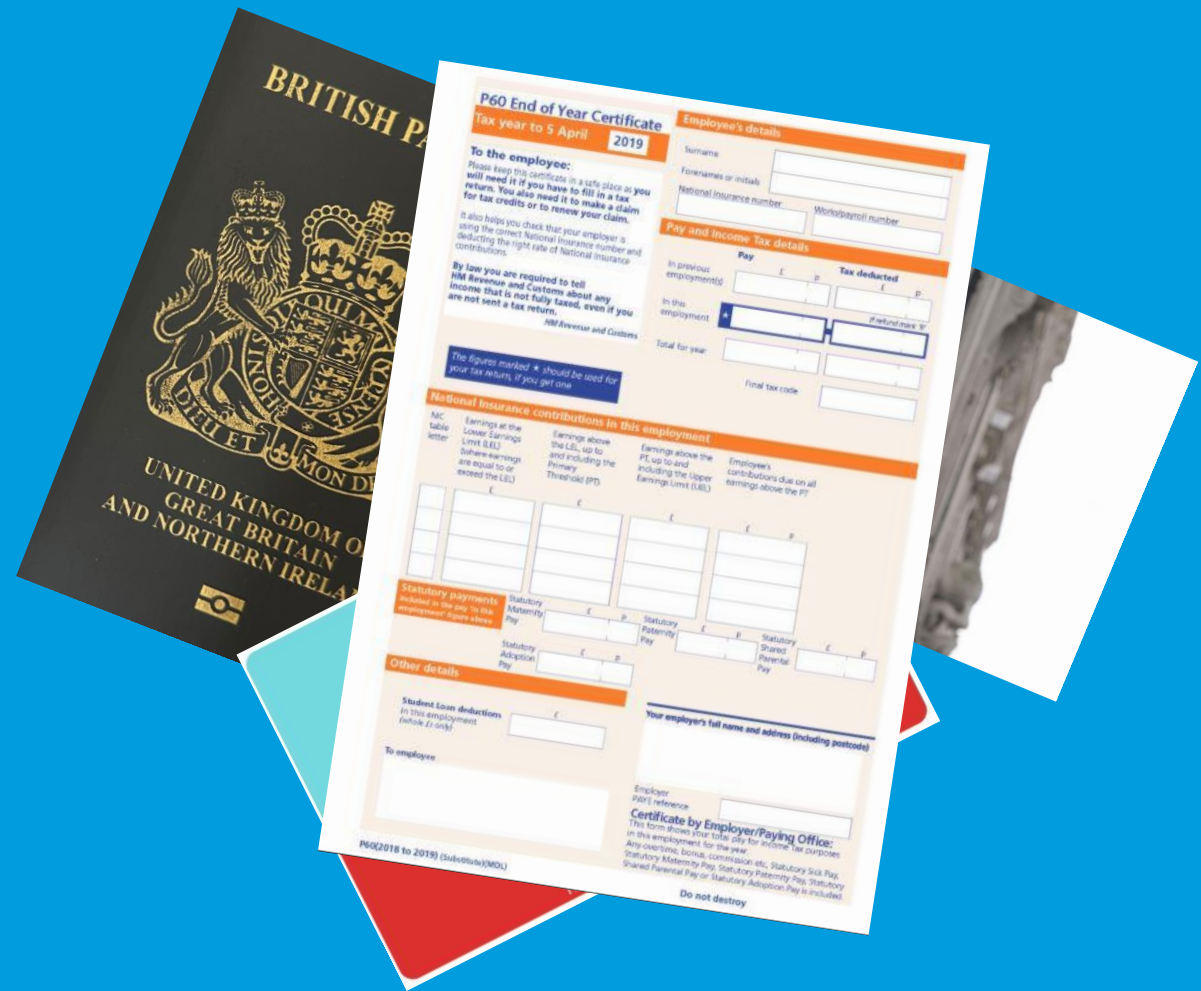 BRITISH PA
QUI MAL
PENSE
HONI
DIEU ET
MON D
UNITED KINGDOM O
GREAT BRITAIN
AND NORTHERN IRELA
P60 End of Year Certificate
Tax year to 5 April
2019
To the employee:
Please keep this certificate in a safe place as you
will need it if you have to fill in a tax
return. You also need it to make a claim
for tax credits or to renew your claim.
It also helps you check that your employer is
using the correct National Insurance number and
deducting the right rate of National Insurance
contributions.
By law you are required to tell
HM Revenue and Customs about any
income that is not fully taxed, even if you
are not sent a tax return.
HM Revenue and Customs
The figures marked ★ should be used for
your tax return, if you get one
Employee's details
Surname
Forenames or initials
National Insurance number
Works/payroll number
Pay and Income Tax details
Pay
Tax deducted
£ p £ p
In previous
employment(s)
if refund mark 'R'
In this
employment
★
Total for year
Final tax code
National Insurance contributions in this employment
NIC
table
letter
Earnings at the
Lower Earnings
Limit (LEL)
(where earnings
are equal to or
exceed the LEL)
£
Earnings above
the LEL, up to
and including the
Primary
Threshold (PT)
£
Earnings above the
PT, up to and
including the Upper
Earnings Limit (UEL)
£
Employee's
contributions due on all
earnings above the PT
£ p
Statutory payments
included in the pay 'In this
employment' figure above
Statutory
Maternity
Pay
£ p
Statutory
Paternity
Pay
£ p
Statutory
Shared
Parental
Pay
£ p
Statutory
Adoption
Pay
£ p
Other details
Student Loan deductions
in this employment
(whole £s only)
£
To employee
Your employer's full name and address (including postcode)
Employer
PAYE reference
Certificate by Employer/Paying Office:
This form shows your total pay for Income Tax purposes
in this employment for the year.
Any overtime, bonus, commission etc, Statutory Sick Pay,
Statutory Maternity Pay, Statutory Paternity Pay, Statutory
Shared Parental Pay or Statutory Adoption Pay is included.
P60(2018 to 2019) (Substitute)(MOL)
Do not destroy